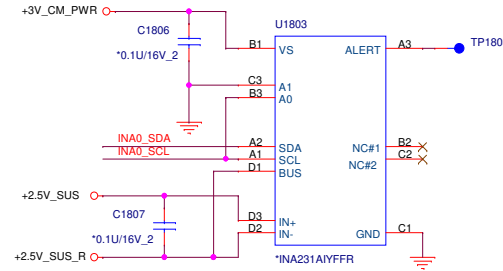 +3V_CM_PWR
C1806
*0.1U/16V_2
U1803
B1
VS
ALERT
A3
TP180
C3
A1
B3
A0
INA0_SDA
A2
SDA
NC#1
B2
INA0_SCL
A1
SCL
NC#2
C2
D1
BUS
+2.5V_SUS
C1807
*0.1U/16V_2
D3
IN+
D2
IN-
GND
C1
+2.5V_SUS_R
*INA231AIYFFR